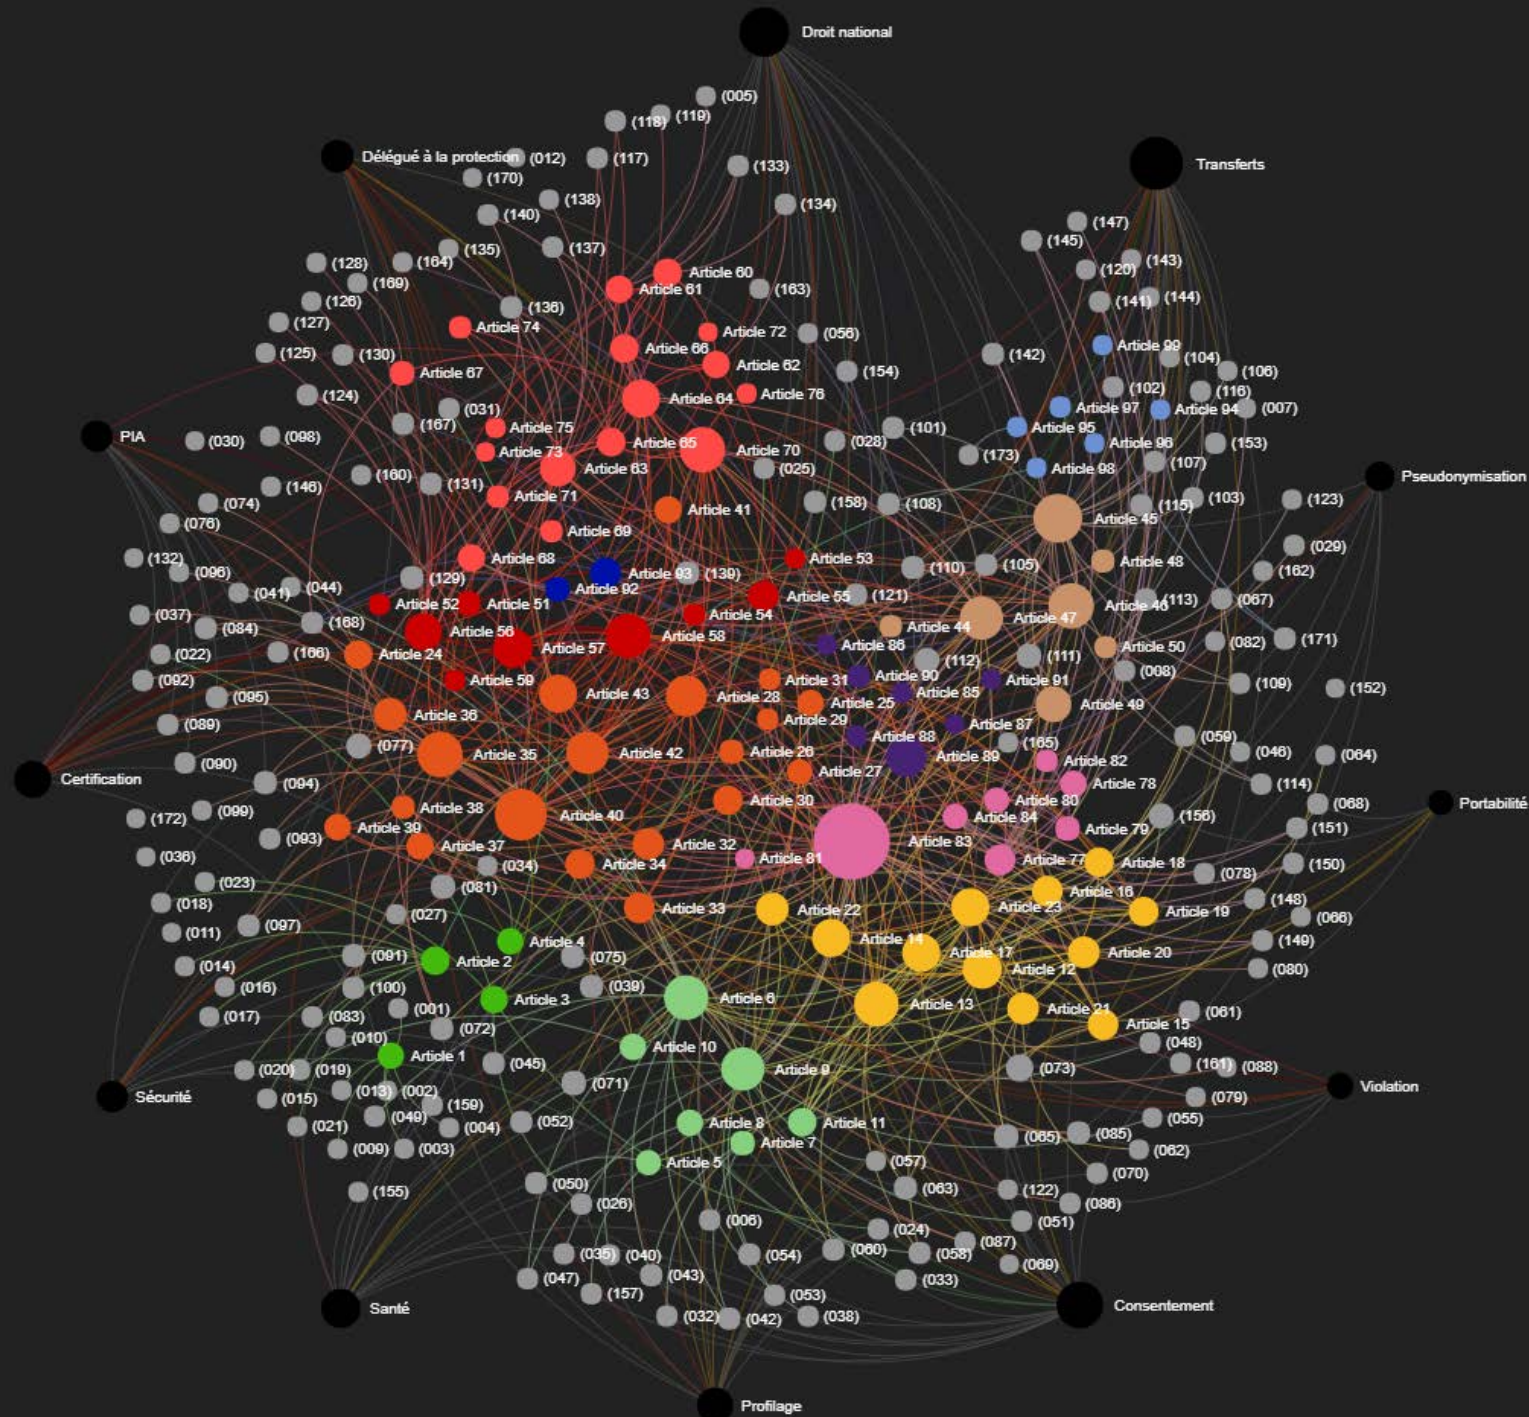 Droit national
(005)
(118)
(119)
Délégué à la protection
(012)
(117)
(133)
Transferts
(170)
(138)
(134)
(140)
(147)
(145)
(135)
(137)
(128)
(164)
(120)
(143)
(169)
Article 60
Article 61
(163)
(126)
(136)
(141)
(144)
(127)
Article 74
Article 72
(056)
(125)
(130)
Article 66
Article 99
(142)
(104)
Article 67
Article 62
(154)
(106)
(124)
Article 64
Article 76
(102)
(116)
(031)
Article 97
Article 94
(007)
(167)
Article 75
(101)
Article 95
PIA
(030)
(098)
Article 65
(028)
Article 96
(153)
Article 73
Article 70
(173)
(107)
Article 63
(025)
Article 98
(160)
(131)
Pseudonymisation
(146)
Article 71
(103)
(123)
(074)
(158)
(108)
(115)
Article 41
Article 45
(076)
Article 69
(029)
(132)
Article 68
Article 53
Article 48
(096)
(129)
Article 93
(139)
(110)
(105)
(162)
(041)
(044)
Article 92
Article 55
(121)
Article 46
(113)
(067)
(037)
Article 52
Article 51
Article 54
Article 47
(084)
(168)
Article 56
Article 58
Article 44
(171)
(022)
(166)
Article 24
Article 57
Article 86
(082)
Article 50
(112)
(111)
(092)
Article 59
Article 31
Article 90
Article 91
(008)
(109)
(152)
(095)
Article 43
Article 28
Article 25
Article 85
Article 49
(089)
Article 36
Article 29
Article 87
(077)
Article 88
(165)
(059)
(090)
Article 35
Article 42
Article 26
Article 89
(046)
(064)
Certification
(094)
Article 27
Article 82
(114)
Article 78
(099)
Article 38
Article 30
Article 80
(068)
Portabilité
(172)
Article 39
Article 40
Article 84
(156)
(093)
Article 37
Article 32
Article 83
Article 79
(151)
(036)
(034)
Article 34
Article 81
Article 77
Article 18
(150)
(023)
(081)
(078)
(018)
(027)
Article 33
Article 22
Article 23
Article 16
Article 19
(148)
(011)
(097)
(066)
Article 4
Article 14
(149)
(091)
Article 2
(075)
Article 17
Article 20
(014)
Article 12
(080)
(016)
(100)
Article 3
(039)
Article 6
Article 13
(017)
(083)
(001)
Article 21
(061)
(010)
(072)
Article 15
Article 1
Article 10
(048)
(020)
(019)
(045)
Article 9
(073)
(161)
(088)
Sécurité
(015)
(013)
(002)
(071)
Violation
(159)
(079)
(021)
(049)
(004)
(052)
Article 8
Article 11
(055)
(009)
(003)
Article 7
(065)
(085)
(062)
Article 5
(057)
(070)
(155)
(050)
(063)
(122)
(026)
(086)
(006)
(051)
(024)
(035)
(040)
(054)
(060)
(058)
(087)
(047)
(043)
(033)
(069)
(157)
(053)
Santé
(032)
(042)
(038)
Consentement
Profilage